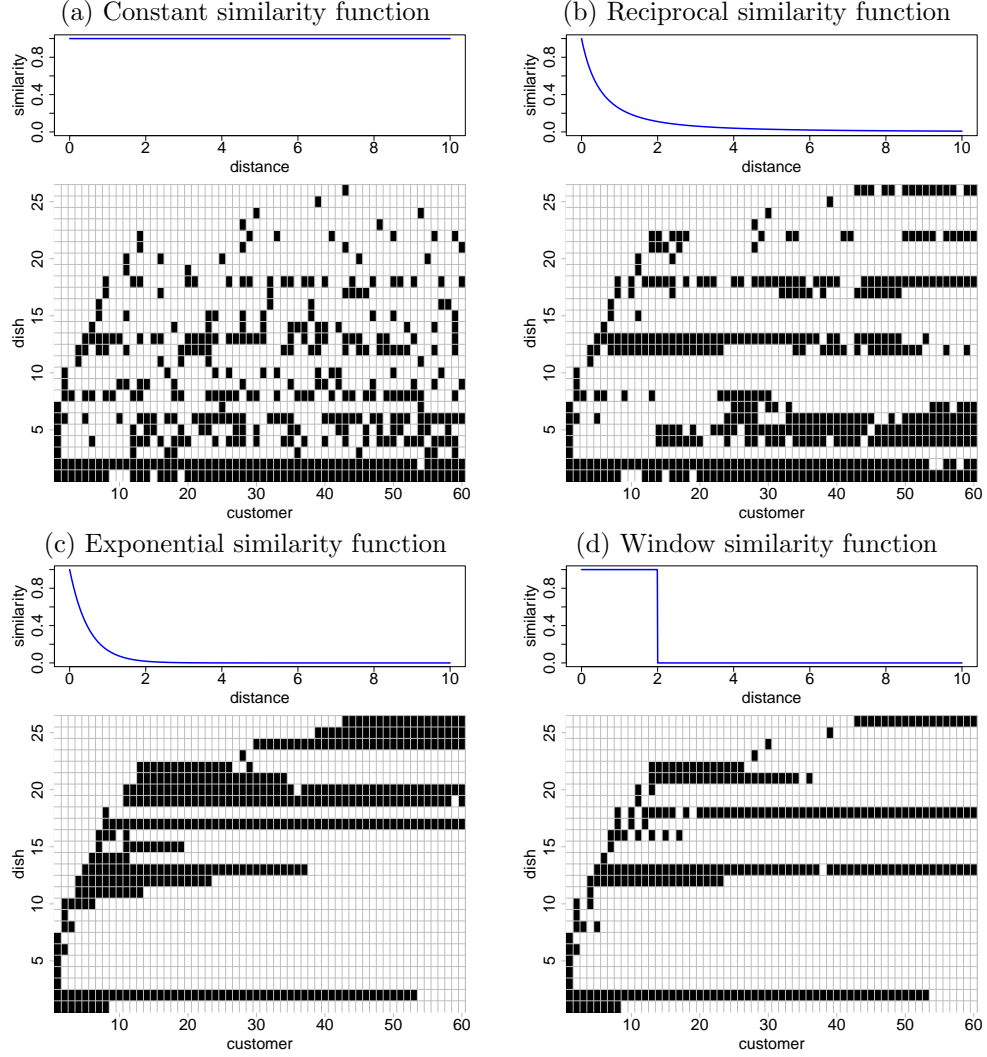 (a) Constant similarity function
similarity
0.0 0.4 0.8
0 2 4 6 8 10
distance
dish
5 10 15 20 25
10 20 30 40 50 60
customer
(b) Reciprocal similarity function
similarity
0.0 0.4 0.8
0 2 4 6 8 10
distance
dish
5 10 15 20 25
10 20 30 40 50 60
customer
(c) Exponential similarity function
similarity
0.0 0.4 0.8
0 2 4 6 8 10
distance
dish
5 10 15 20 25
10 20 30 40 50 60
customer
(d) Window similarity function
similarity
0.0 0.4 0.8
0 2 4 6 8 10
distance
dish
5 10 15 20 25
10 20 30 40 50 60
customer